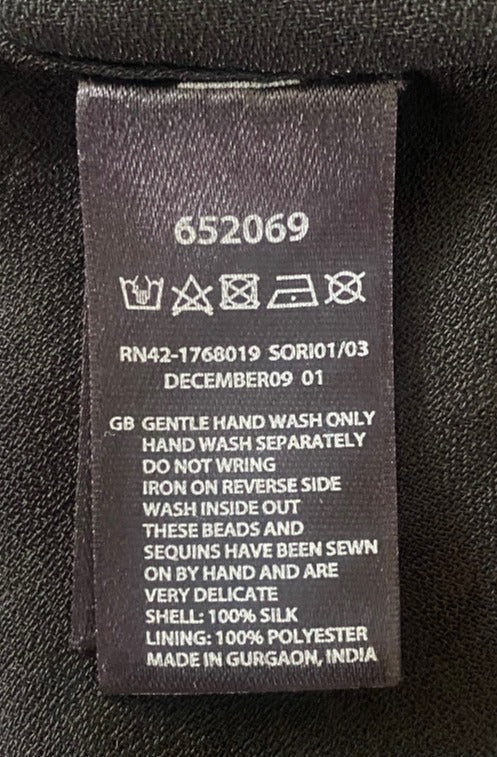 652069
RN42-1768019 SORI01/03
DECEMBER09 01
GB GENTLE HAND WASH ONLY
HAND WASH SEPARATELY
DO NOT WRING
IRON ON REVERSE SIDE
WASH INSIDE OUT
THESE BEADS AND
SEQUINS HAVE BEEN SEWN
ON BY HAND AND ARE
VERY DELICATE
SHELL: 100% SILK
LINING: 100% POLYESTER
MADE IN GURGAON, INDIA